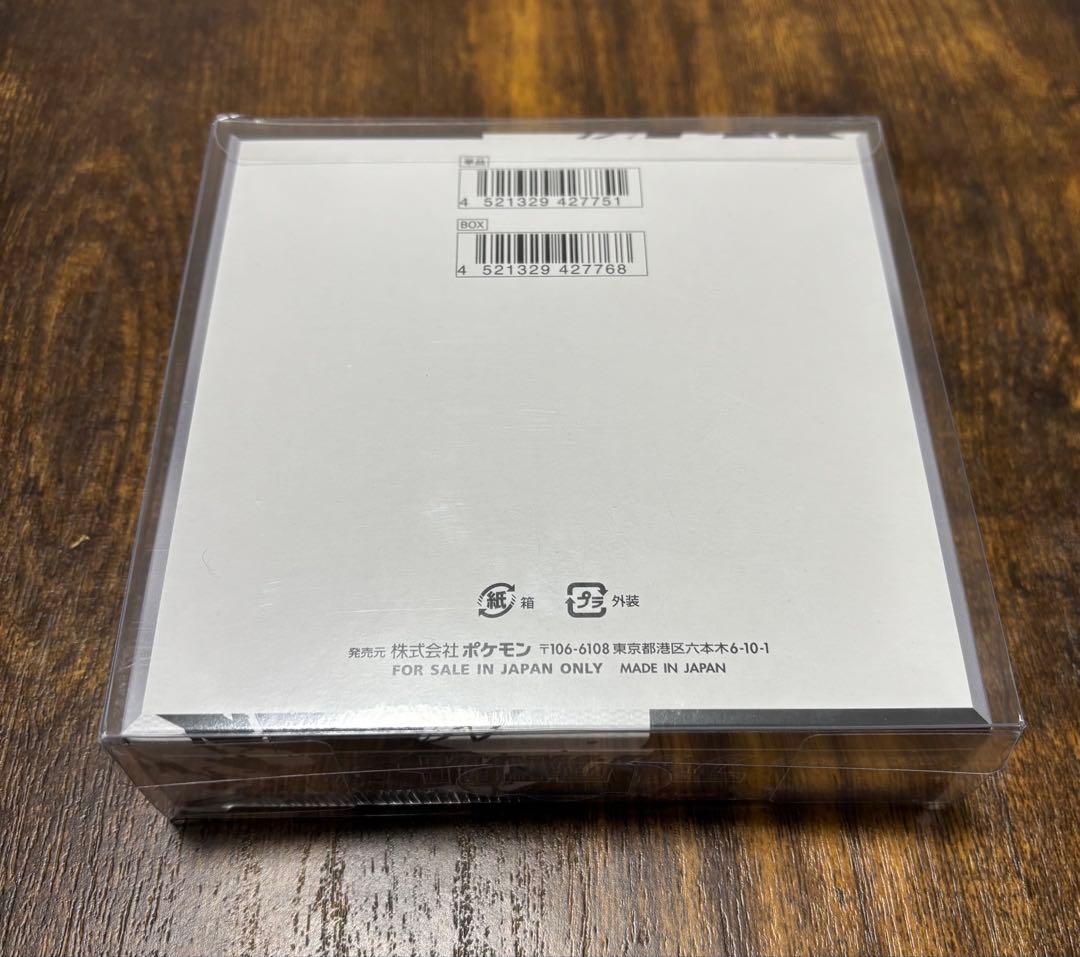 単品
4 521329 427751
BOX
4 521329 427768
紙 箱 プラ 外装
発売元 株式会社ポケモン 〒106-6108 東京都港区六本木6-10-1
FOR SALE IN JAPAN ONLY MADE IN JAPAN